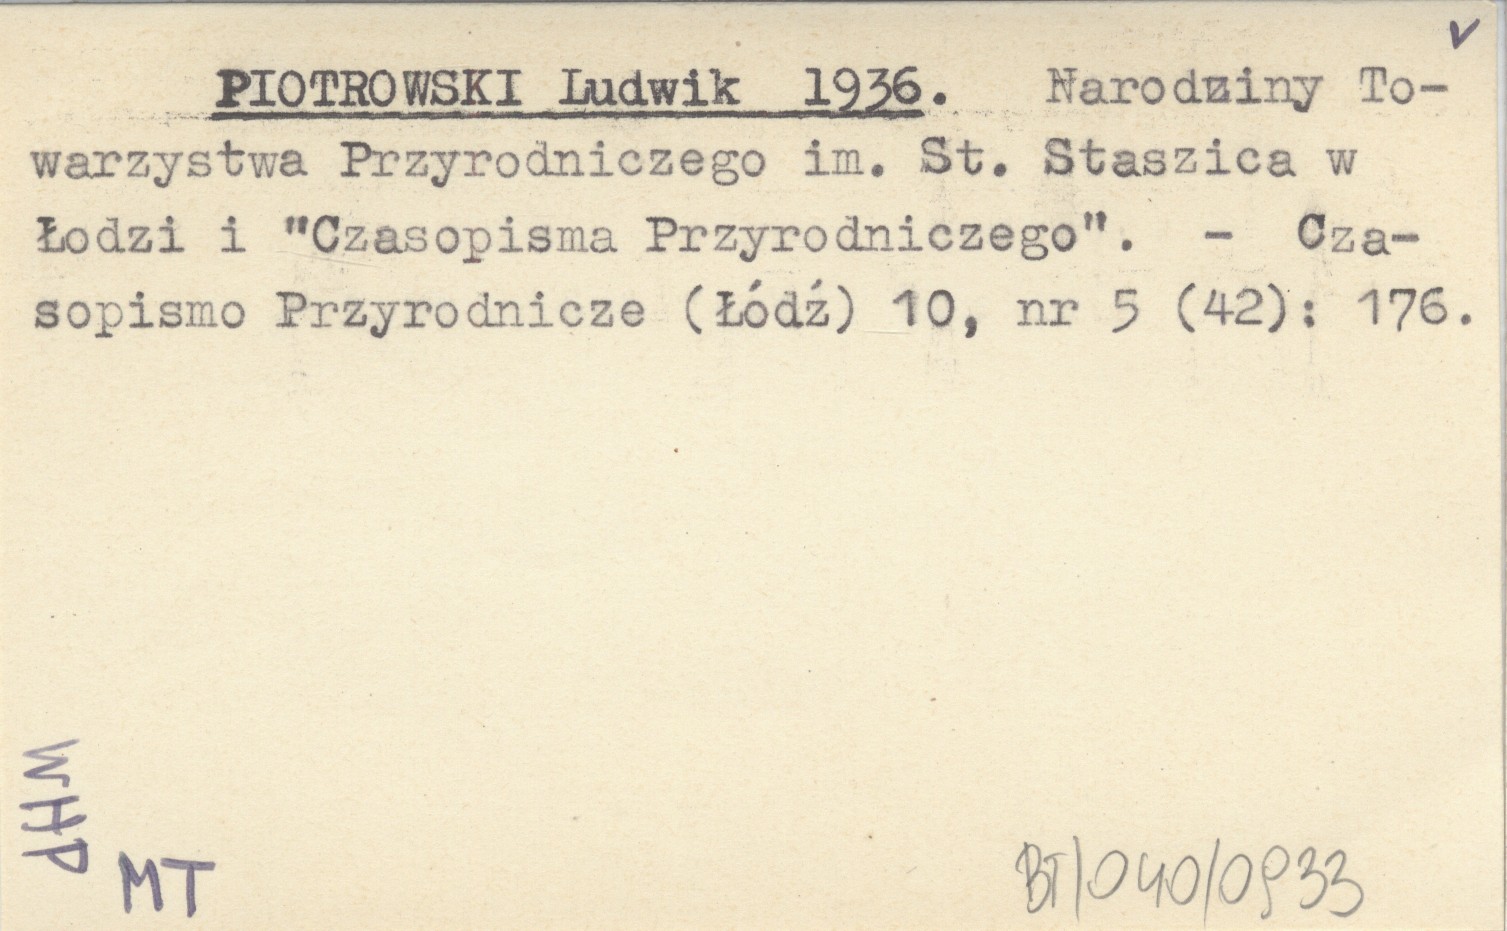 PIOTROWSKI Ludwik 1936. Narodziny To-
warzystwa Przyrodniczego im. St. Staszica w
Łodzi i "Czasopisma Przyrodniczego". - Cza-
sopismo Przyrodnicze (Łódź) 10, nr 5 (42): 176.
WHP
MT
BT/040/0933